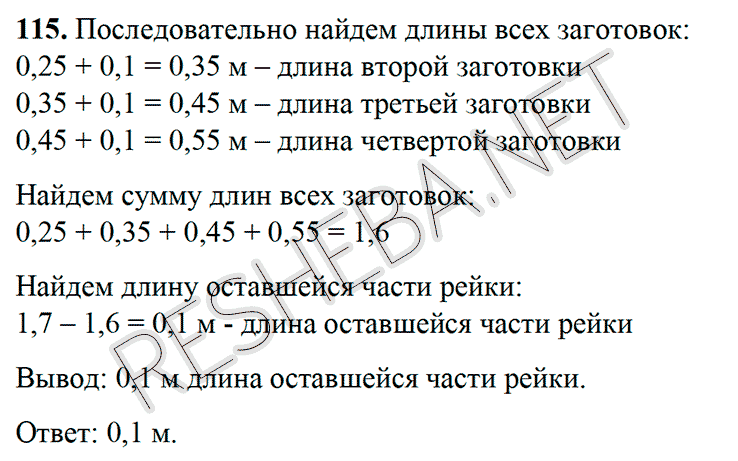 115. Последовательно найдем длины всех заготовок:
0,25 + 0,1 = 0,35 м – длина второй заготовки
0,35 + 0,1 = 0,45 м – длина третьей заготовки
0,45 + 0,1 = 0,55 м – длина четвертой заготовки
Найдем сумму длин всех заготовок:
0,25 + 0,35 + 0,45 + 0,55 = 1,6
Найдем длину оставшейся части рейки:
1,7 – 1,6 = 0,1 м - длина оставшейся части рейки
Вывод: 0,1 м длина оставшейся части рейки.
Ответ: 0,1 м.
RESHEBA.NET